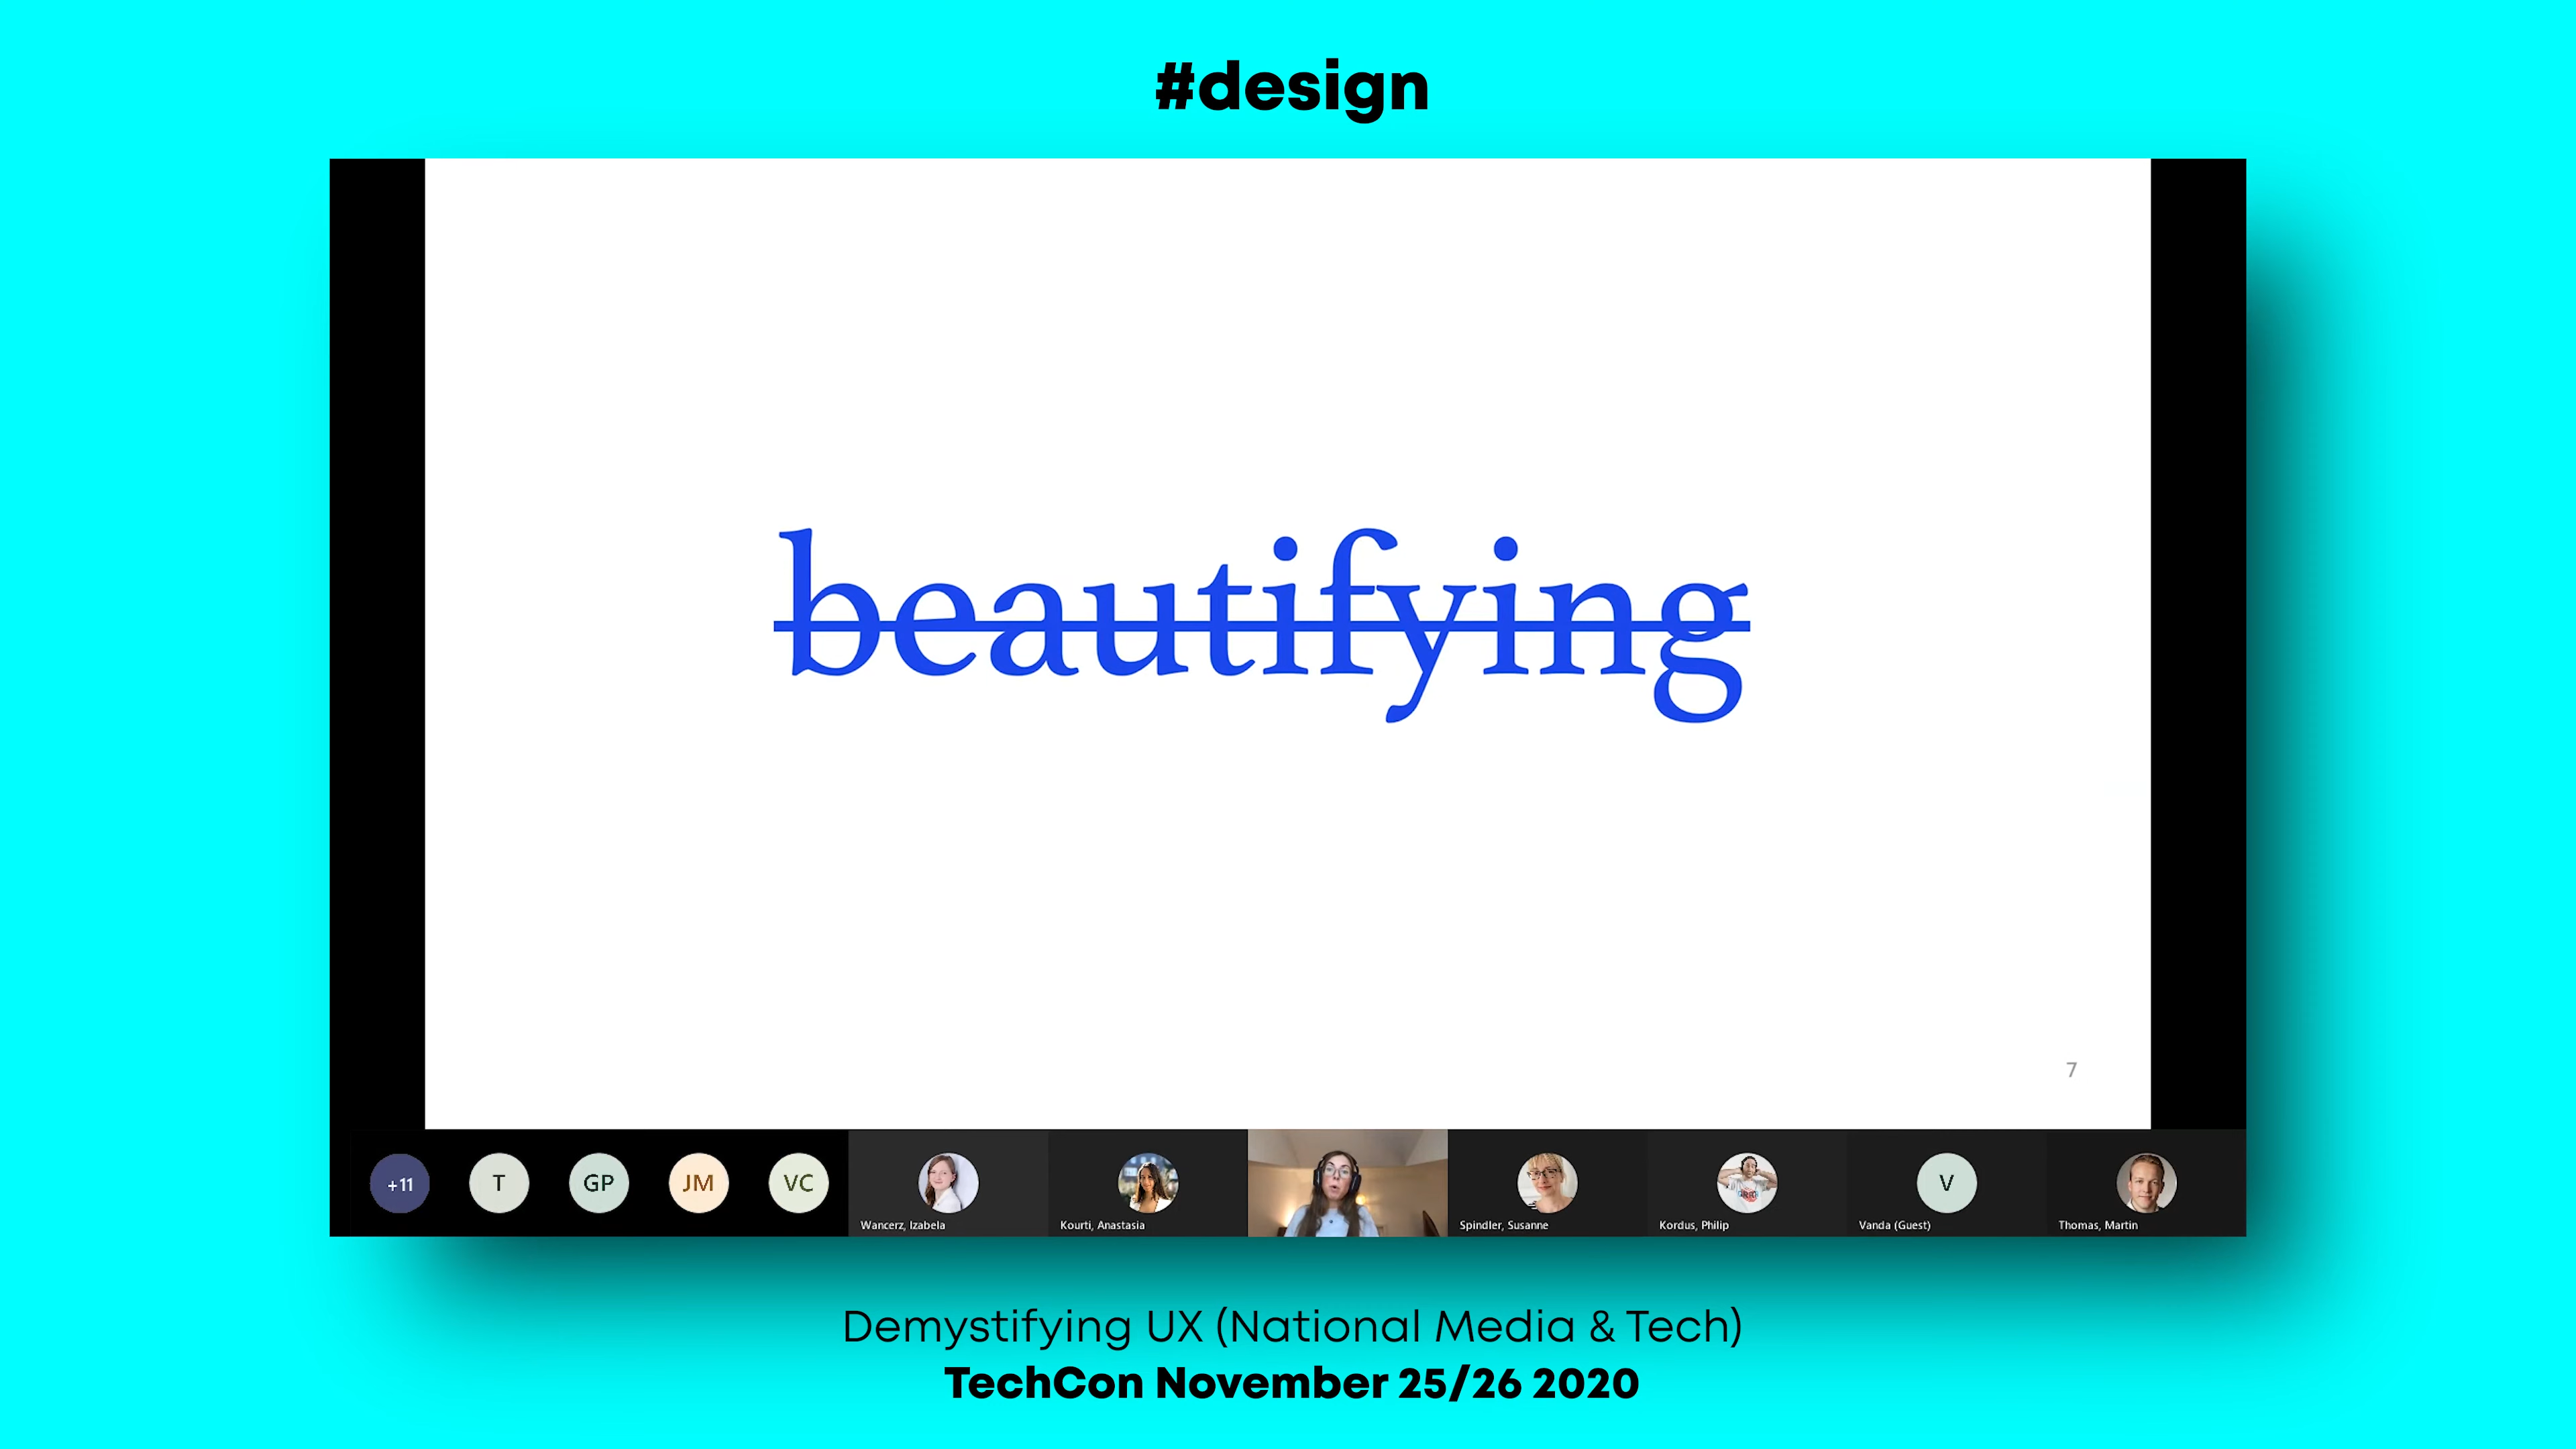 #design
beautifying
7
+11
T
GP
JM
VC
Wancerz, Izabela
Kourti, Anastasia
Spindler, Susanne
Kordus, Philip
V
Vanda (Guest)
Thomas, Martin
Demystifying UX (National Media & Tech)
TechCon November 25/26 2020